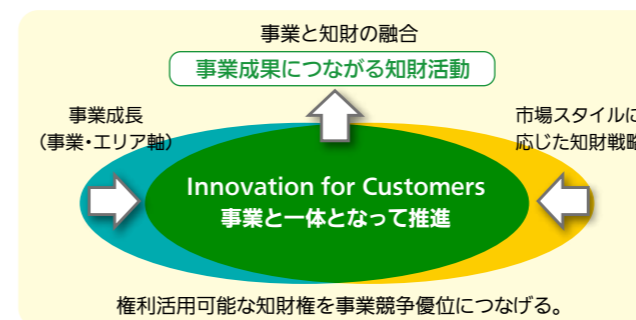 事業と知財の融合
事業成果につながる知財活動
事業成長
（事業・エリア軸）
市場スタイルに
応じた知財戦略
Innovation for Customers
事業と一体となって推進
権利活用可能な知財権を事業競争優位につなげる。